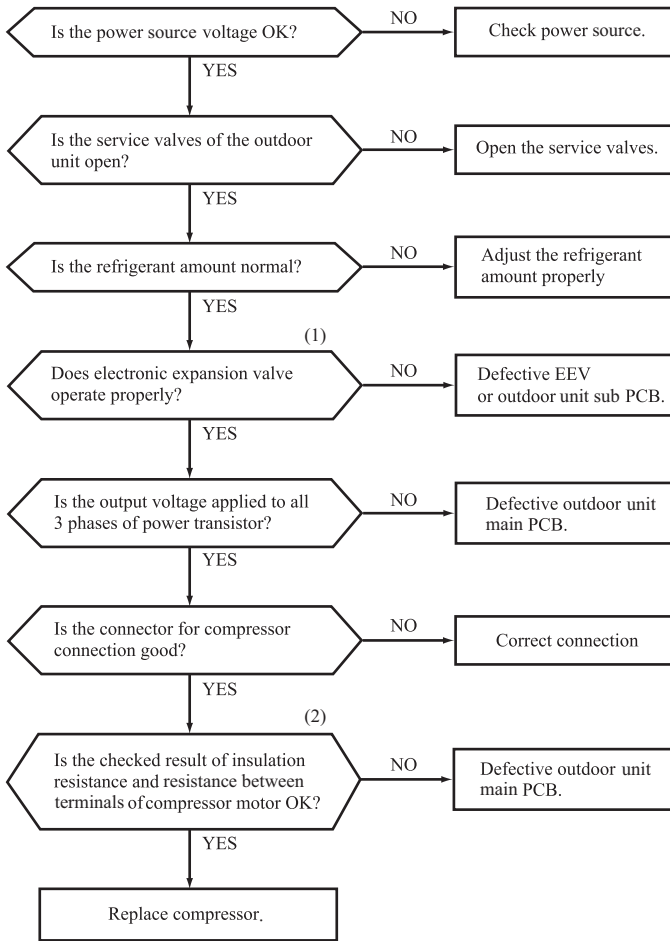 Is the power source voltage OK?
NO
Check power source.
YES
Is the service valves of the outdoor
unit open?
NO
Open the service valves.
YES
Is the refrigerant amount normal?
NO
Adjust the refrigerant
amount properly
YES
(1)
Does electronic expansion valve
operate properly?
NO
Defective EEV
or outdoor unit sub PCB.
YES
Is the output voltage applied to all
3 phases of power transistor?
NO
Defective outdoor unit
main PCB.
YES
Is the connector for compressor
connection good?
NO
Correct connection
YES
(2)
Is the checked result of insulation
resistance and resistance between
terminals of compressor motor OK?
NO
Defective outdoor unit
main PCB.
YES
Replace compressor.